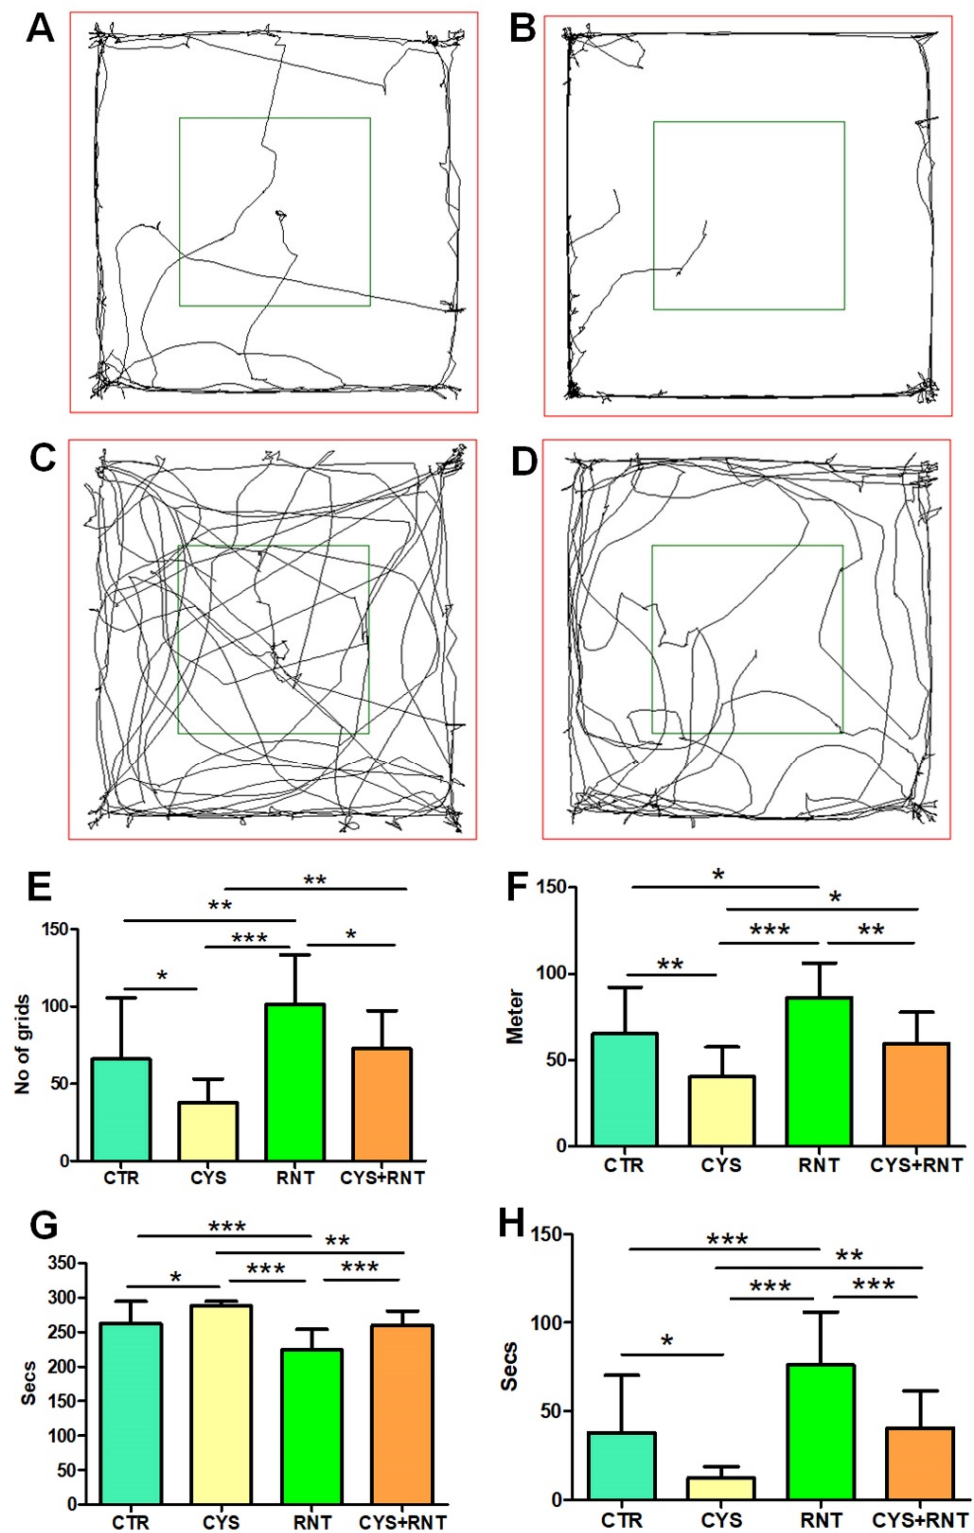 A
B
C
D
E
**
**
*** *
*
150
100
50
0
No of grids
CTR CYS RNT CYS+RNT
F
*
*
*** **
**
150
100
50
0
Meter
CTR CYS RNT CYS+RNT
G
***
**
* *** ***
350
300
250
200
150
100
50
0
Secs
CTR CYS RNT CYS+RNT
H
***
**
*** ***
*
150
100
50
0
Secs
CTR CYS RNT CYS+RNT